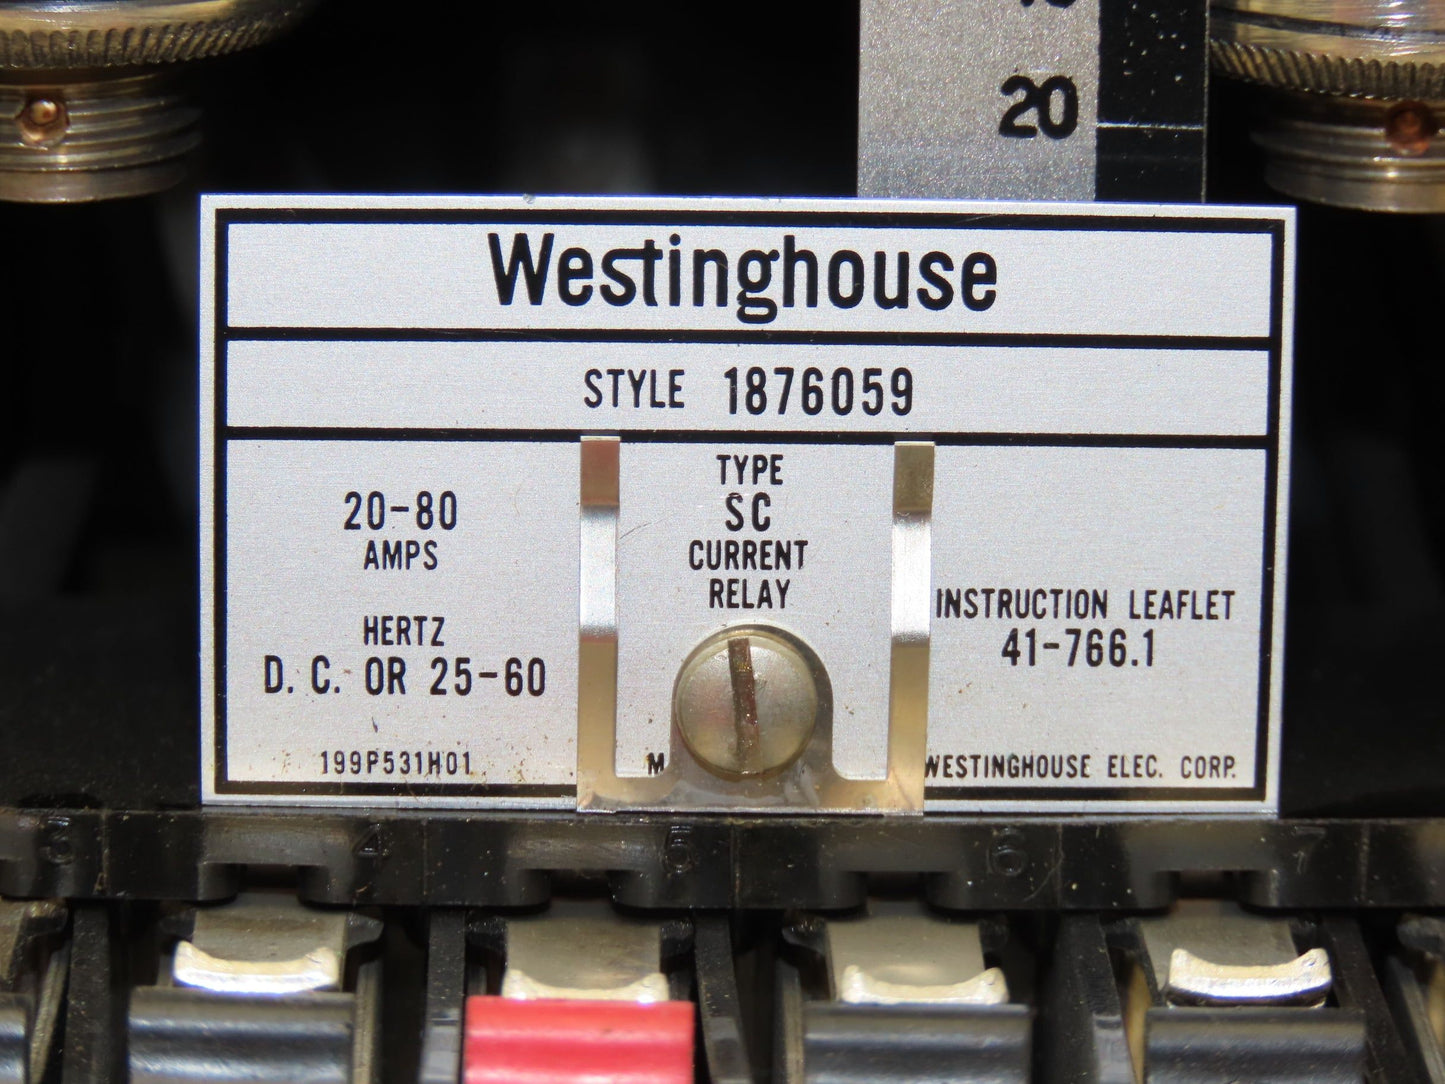 20
Westinghouse
STYLE 1876059
20-80
AMPS
HERTZ
D. C. OR 25-60
199P531H01
TYPE
SC
CURRENT
RELAY
M
INSTRUCTION LEAFLET
41-766.1
WESTINGHOUSE ELEC. CORP.
3 4 5 6 7